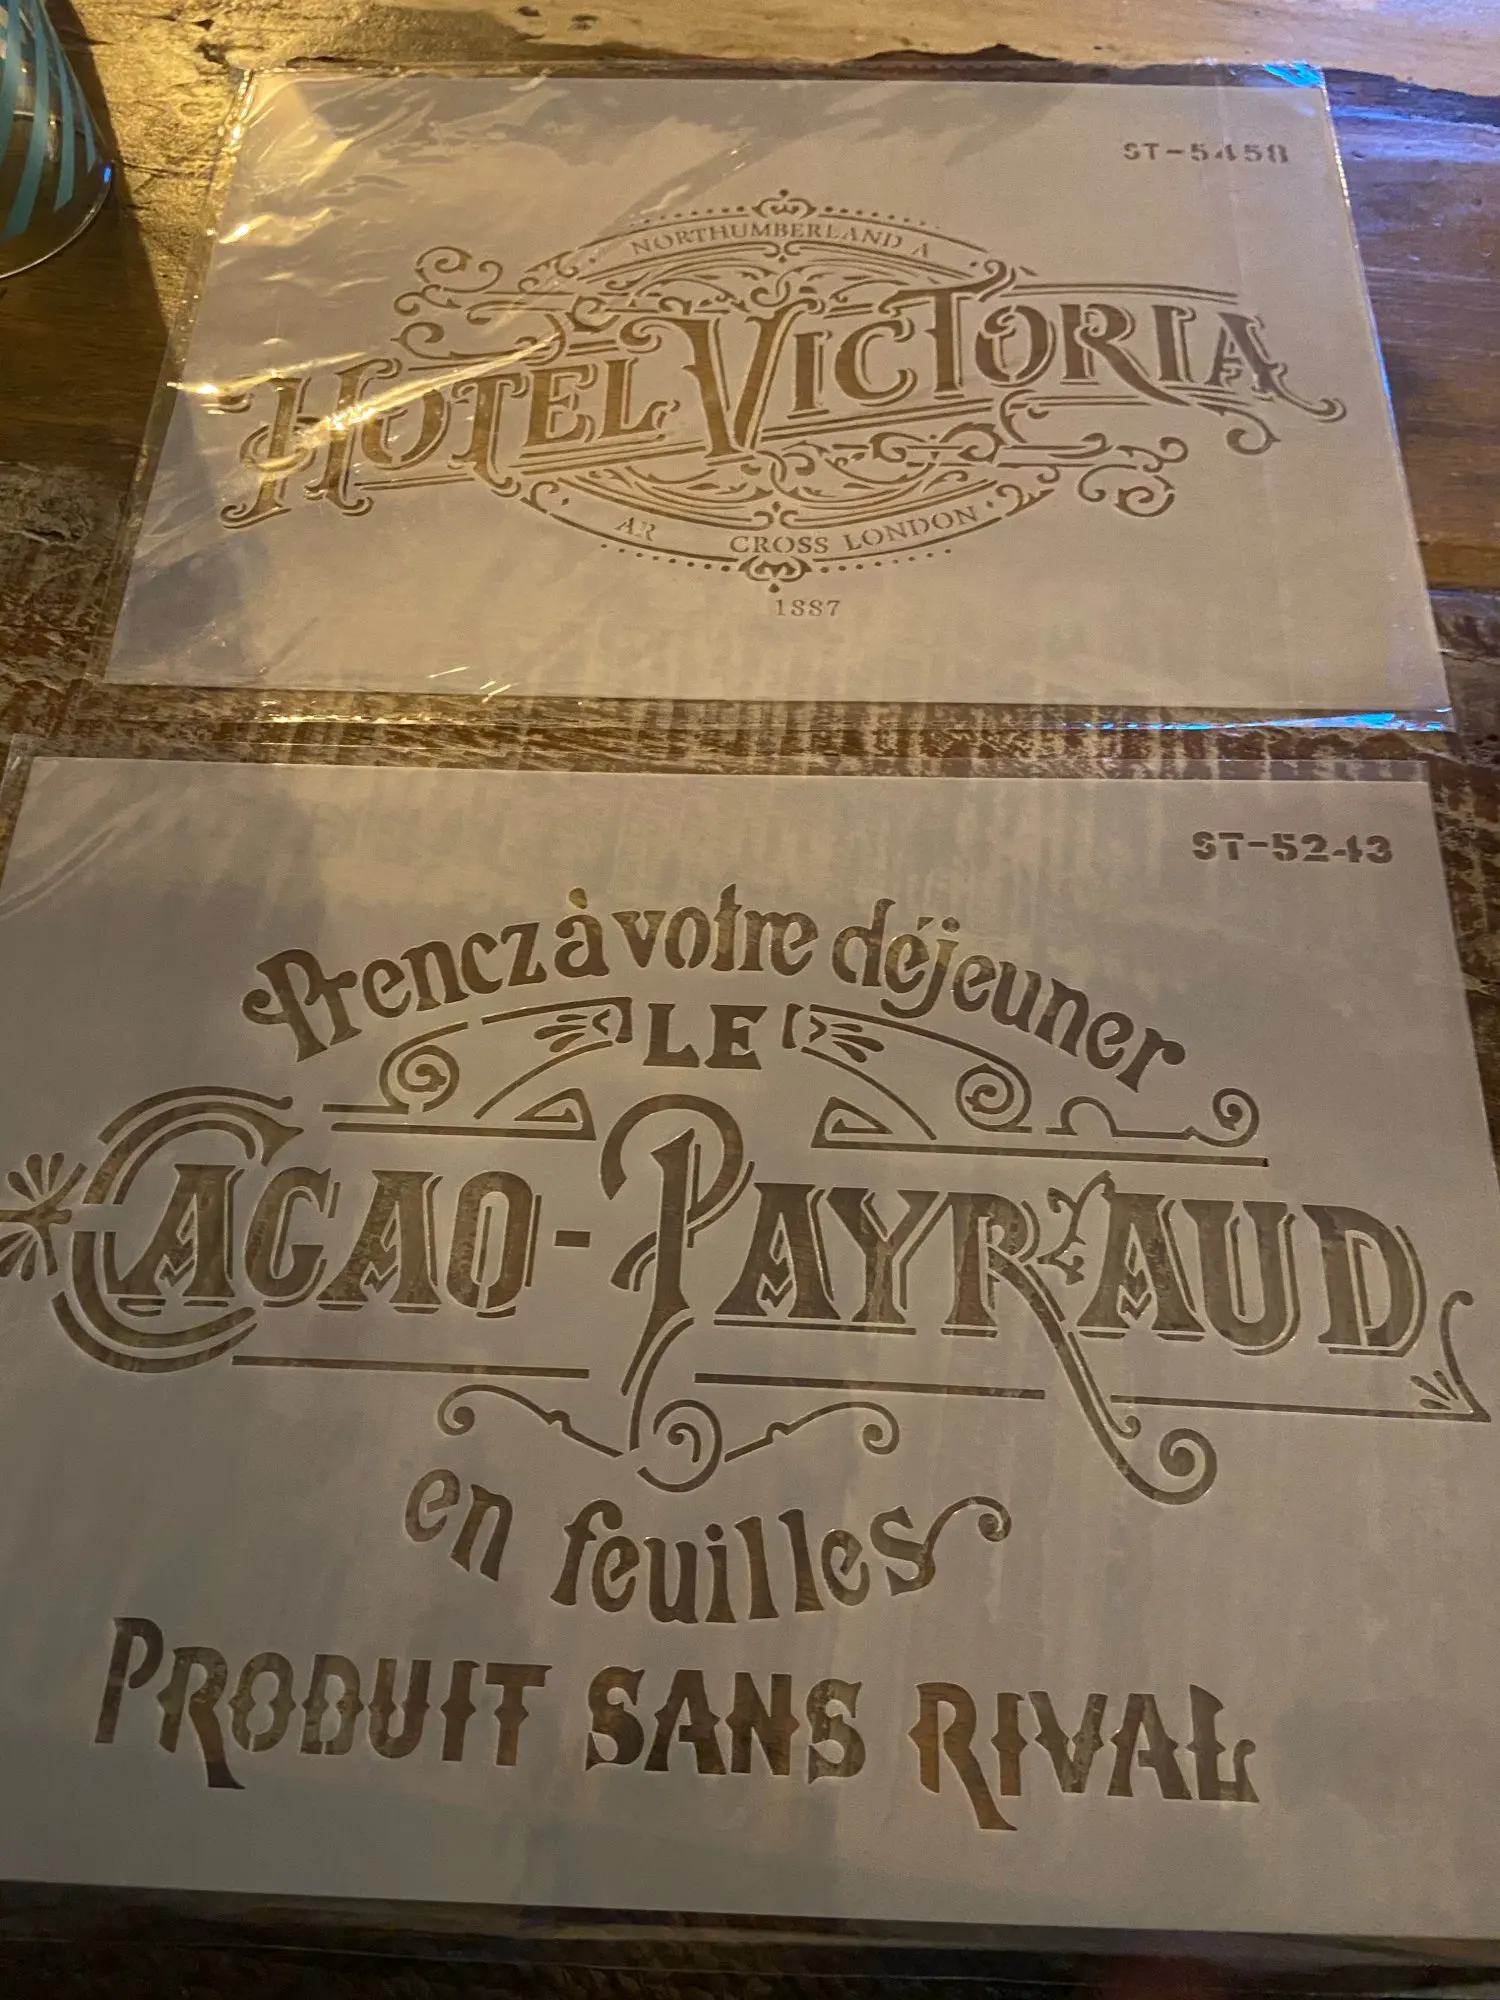 ST-5458
NORTHUMBERLAND A
HOTEL VICTORIA
AR CROSS LONDON
1887
ST-5243
Prenez à votre déjeuner
LE
CACAO-PAYRAUD
en feuilles
PRODUIT SANS RIVAL